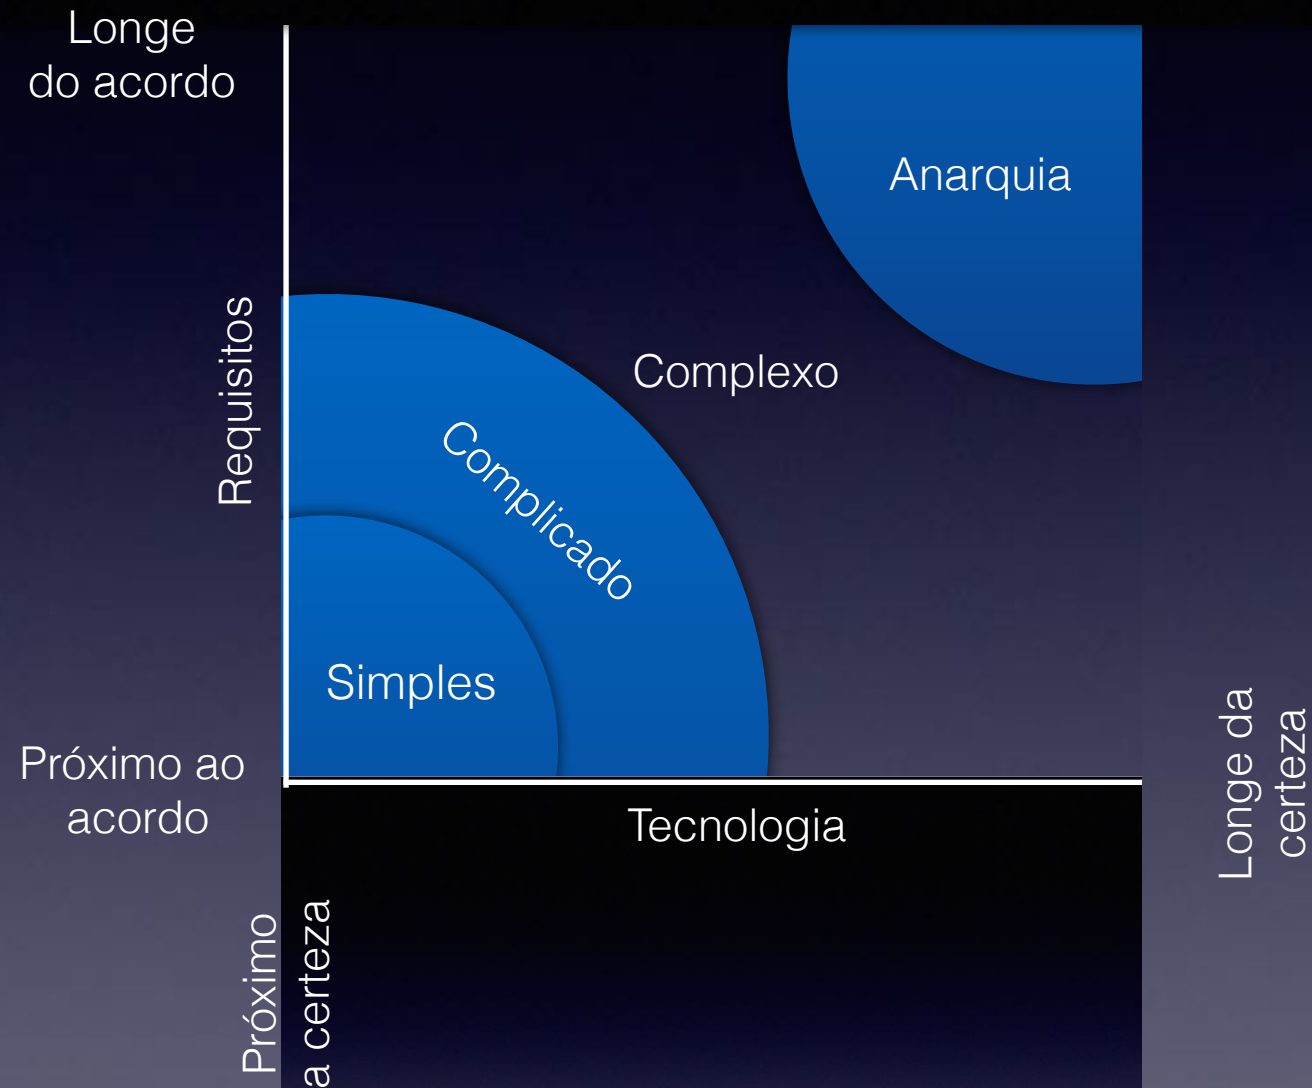 Longe
do acordo
Anarquia
Requisitos
Complexo
Complicado
Simples
Próximo ao
acordo
Tecnologia
Longe da
certeza
Próximo
a certeza